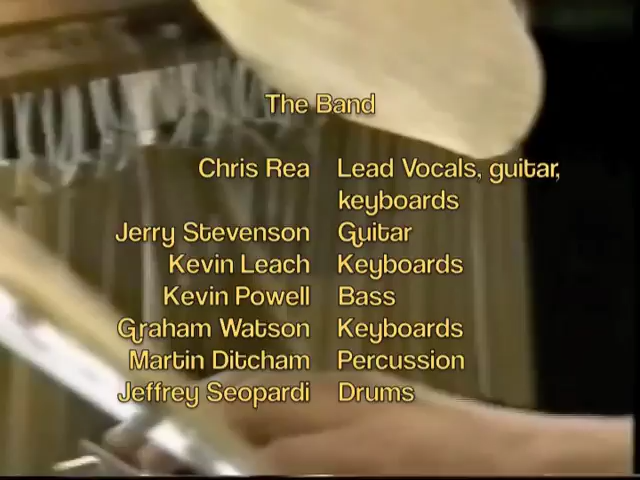 The Band
Chris Rea Lead Vocals, guitar,
keyboards
Jerry Stevenson Guitar
Kevin Leach Keyboards
Kevin Powell Bass
Graham Watson Keyboards
Martin Ditcham Percussion
Jeffrey Seopardi Drums